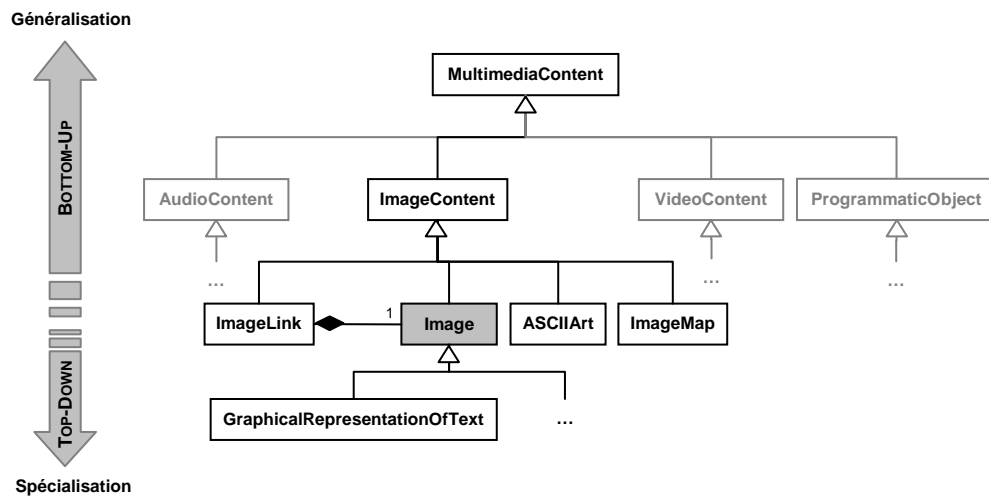 Généralisation
MultimediaContent
BOTTOM-UP
AudioContent
ImageContent
VideoContent
ProgrammaticObject
...
...
...
ImageLink
1
Image
ASCIIArt
ImageMap
TOP-DOWN
GraphicalRepresentationOfText
...
Spécialisation